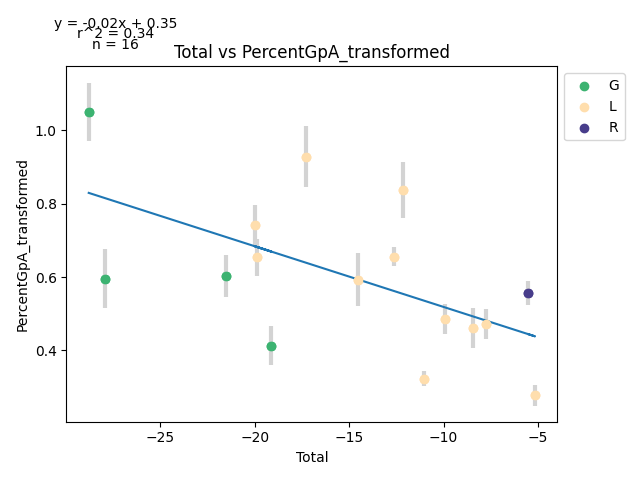 y = -0.02x + 0.35
r^2 = 0.34
n = 16
Total vs PercentGpA_transformed
G
L
R
PercentGpA_transformed
1.0
0.8
0.6
0.4
−25
−20
−15
−10
−5
Total